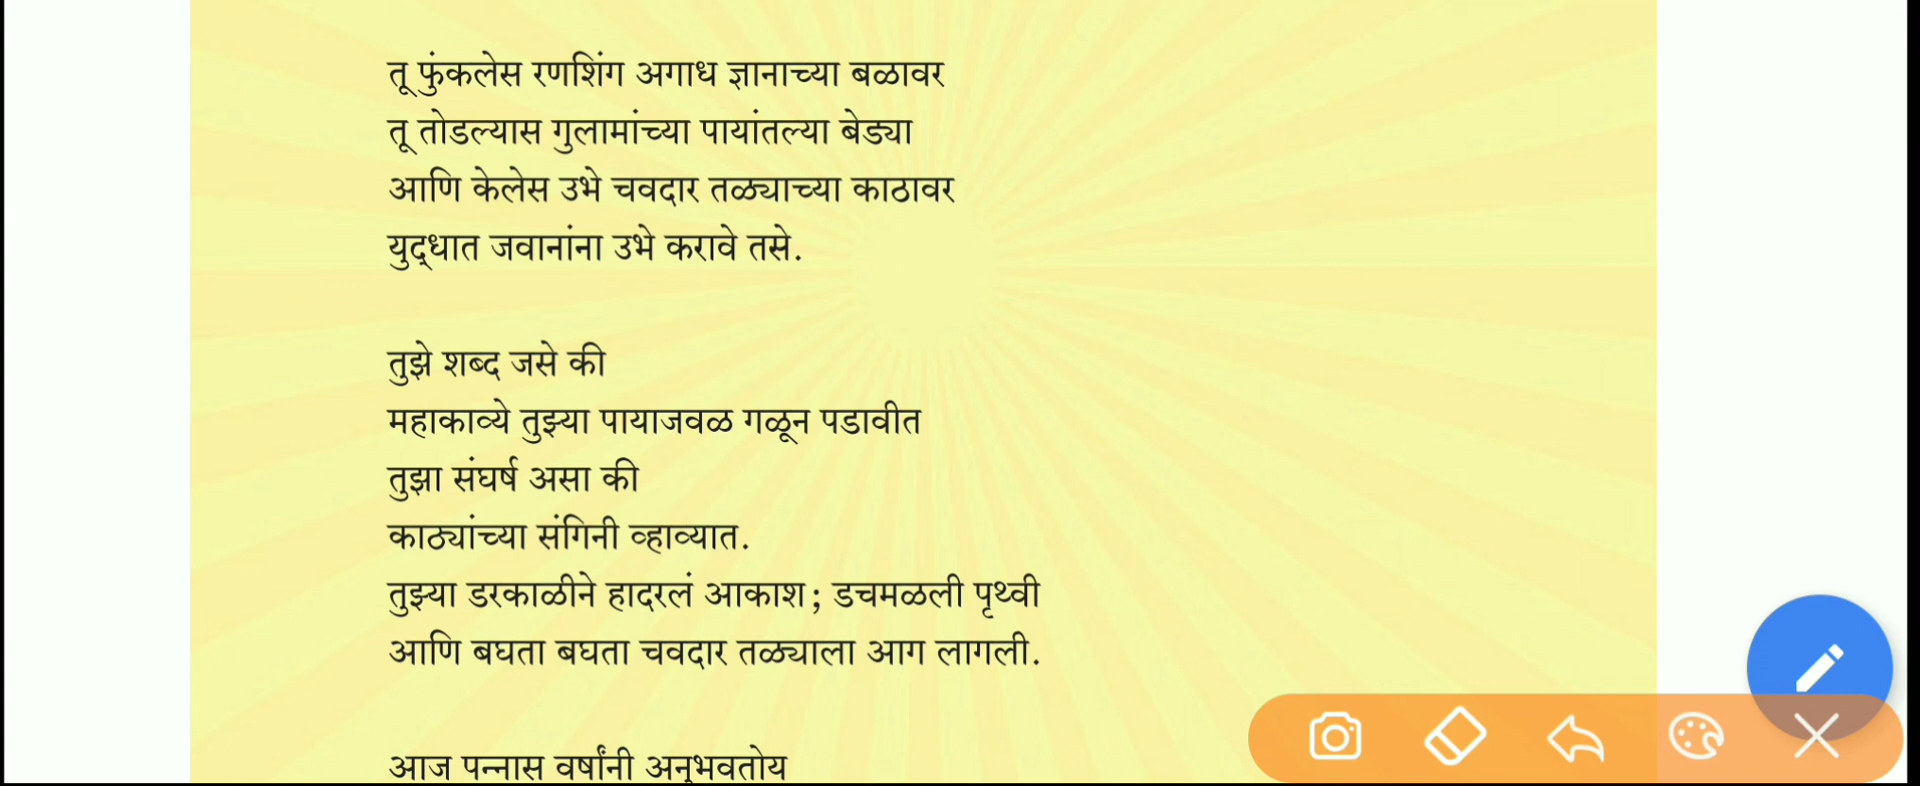 तू फुंकलेस रणशिंग अगाध ज्ञानाच्या बळावर
तू तोडल्यास गुलामांच्या पायांतल्या बेड्या
आणि केलेस उभे चवदार तळ्याच्या काठावर
युद्धात जवानांना उभे करावे तसे.
तुझे शब्द जसे की
महाकाव्ये तुझ्या पायाजवळ गळून पडावीत
तुझा संघर्ष असा की
काठ्यांच्या संगिनी व्हाव्यात.
तुझ्या डरकाळीने हादरलं आकाश; डचमळली पृथ्वी
आणि बघता बघता चवदार तळ्याला आग लागली.
आज पन्नास वर्षांनी अनुभवतोय